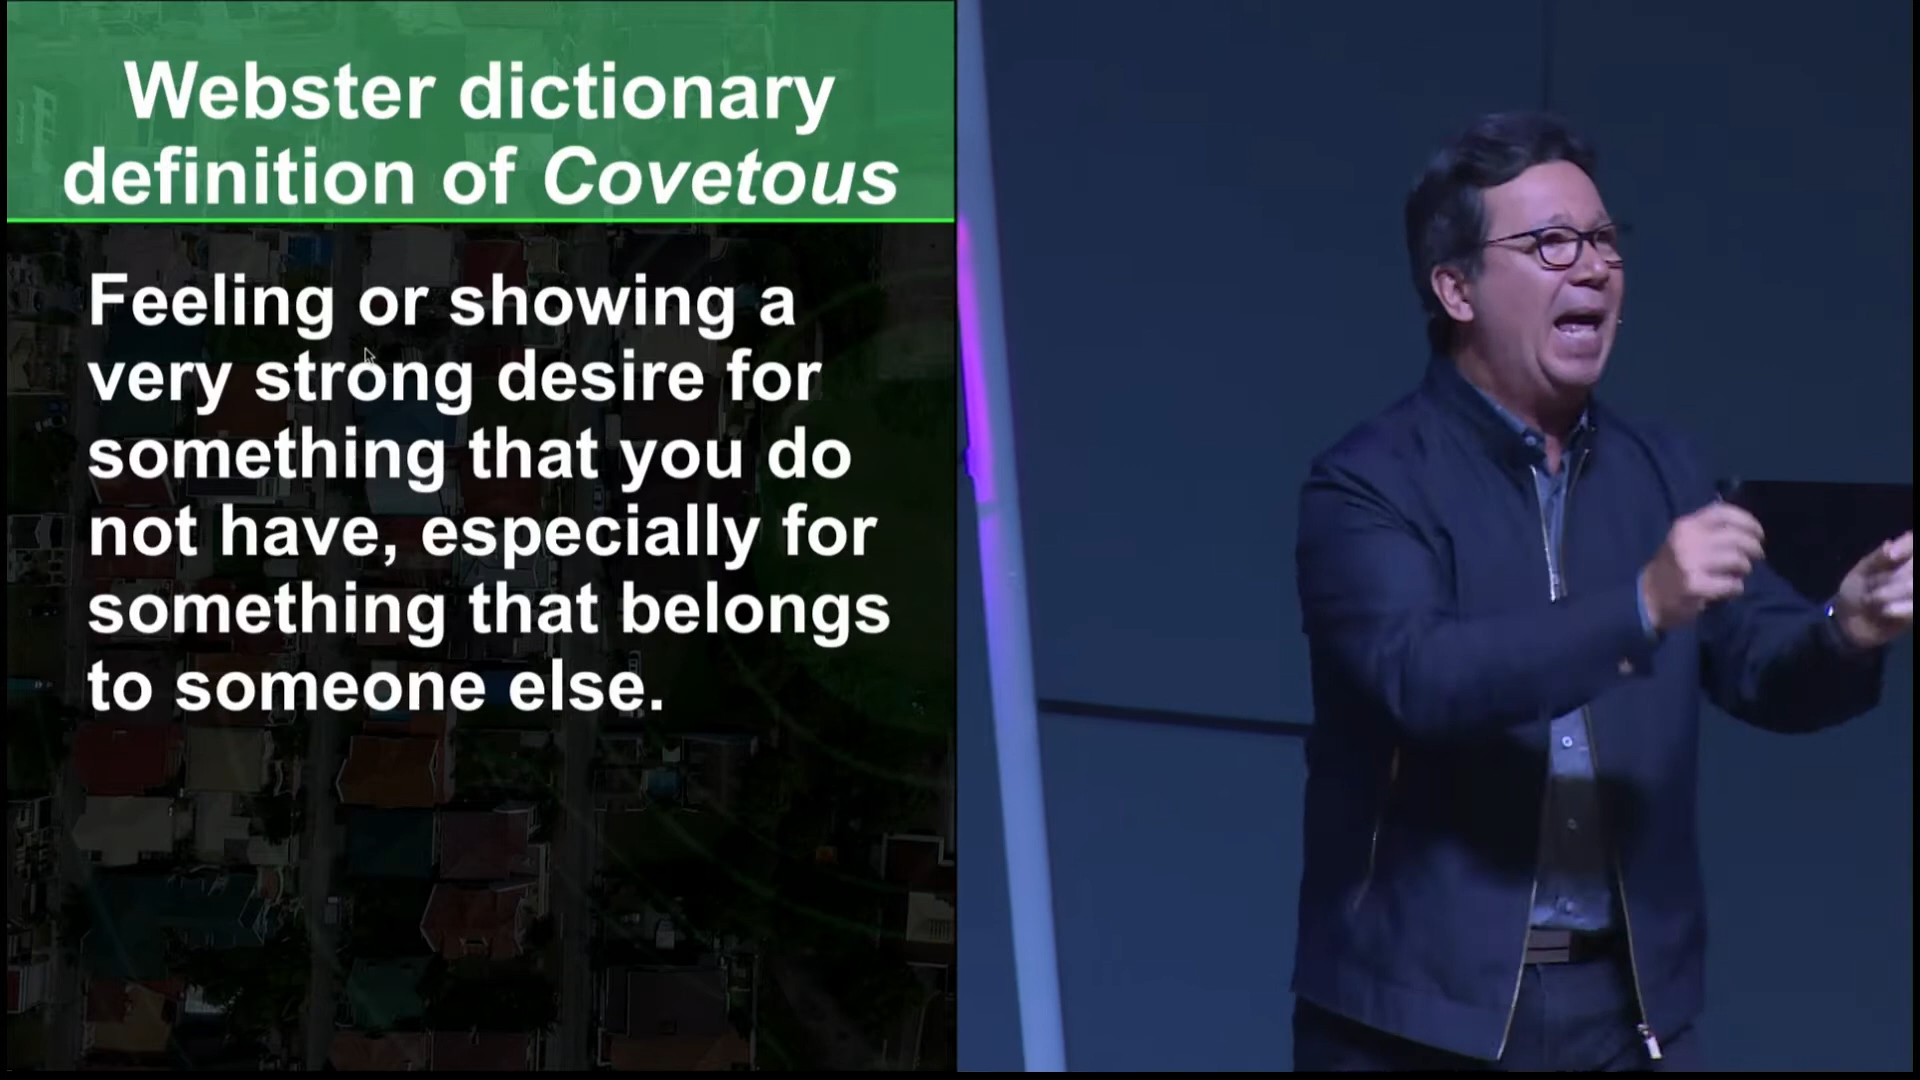 Webster dictionary
definition of Covetous
Feeling or showing a
very strong desire for
something that you do
not have, especially for
something that belongs
to someone else.